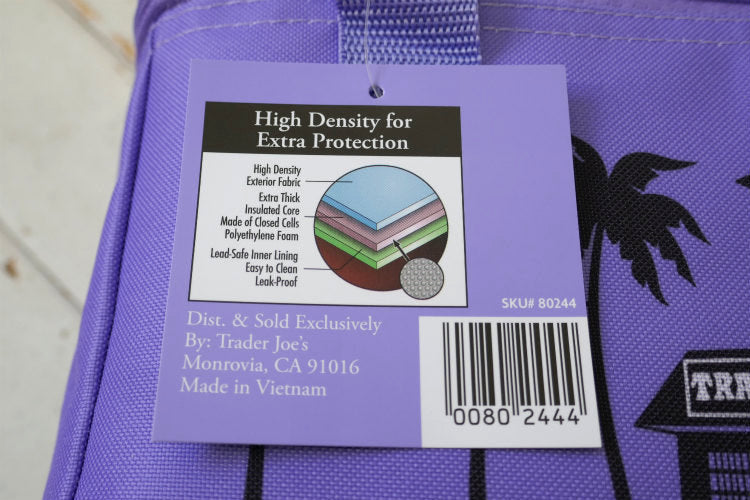 High Density for
Extra Protection
High Density
Exterior Fabric
Extra Thick
Insulated Core
Made of Closed Cells
Polyethylene Foam
Lead-Safe Inner Lining
Easy to Clean
Leak-Proof
SKU# 80244
Dist. & Sold Exclusively
By: Trader Joe's
Monrovia, CA 91016
Made in Vietnam
0080 2444